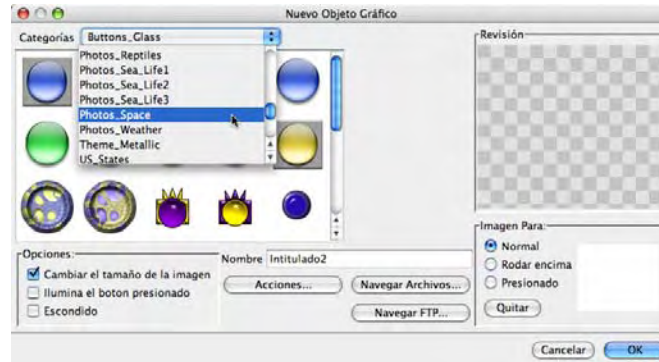 Nuevo Objeto Gráfico
Categorías Buttons_Glass
Photos_Reptiles
Photos_Sea_Life1
Photos_Sea_Life2
Photos_Sea_Life3
Photos_Space
Photos_Weather
Theme_Metallic
US_States
Revisión
Opciones:
Cambiar el tamaño de la imagen
Ilumina el boton presionado
Escondido
Nombre Intitulado2
Acciones...
Navegar Archivos...
Navegar FTP...
Imagen Para:
Normal
Rodar encima
Presionado
Quitar
Cancelar
OK